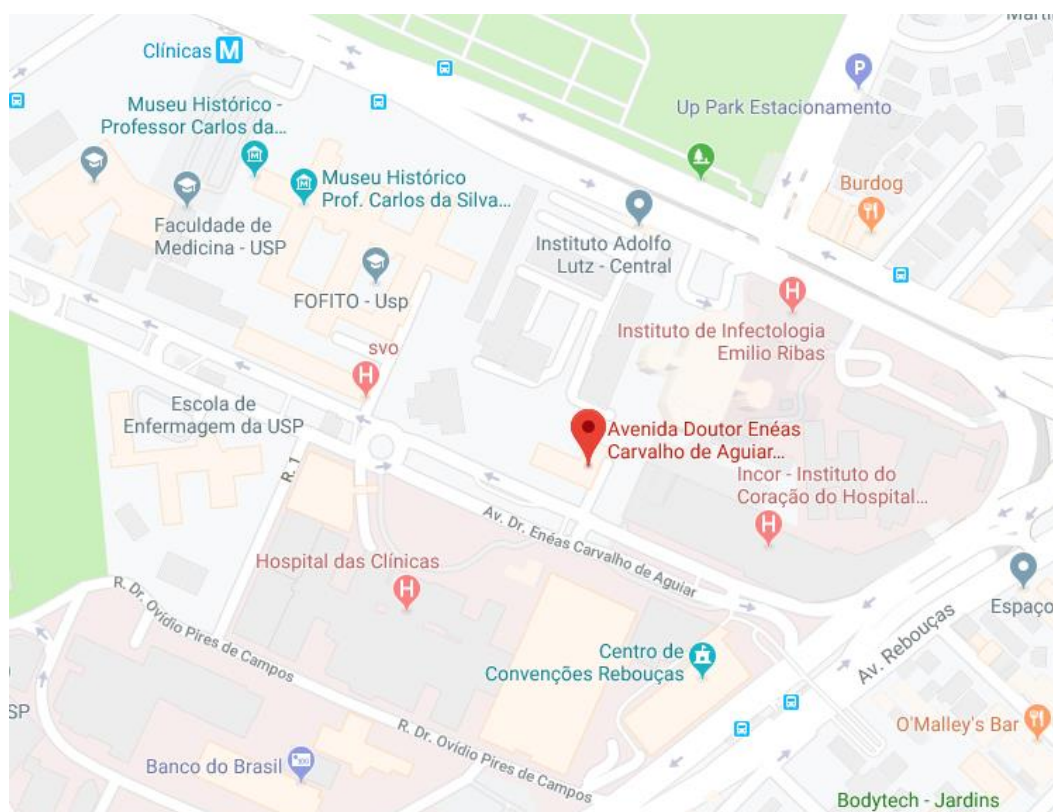 Martin
Clínicas M
Museu Histórico -
Professor Carlos da...
P
Up Park Estacionamento
Museu Histórico
Prof. Carlos da Silva...
Burdog
Faculdade de
Medicina - USP
Instituto Adolfo
Lutz - Central
FOFITO - Usp
H
Instituto de Infectologia
Emilio Ribas
svo
H
Escola de
Enfermagem da USP
Avenida Doutor Enéas
Carvalho de Aguiar...
R. 1
Incor - Instituto do
Coração do Hospital...
H
Av. Dr. Enéas Carvalho de Aguiar
Hospital das Clínicas
H
R. Dr. Ovídio Pires de Campos
Espaço
Av. Rebouças
Centro de
Convenções Rebouças
SP
R. Dr. Ovídio Pires de Campos
O'Malley's Bar
Banco do Brasil
Bodytech - Jardins